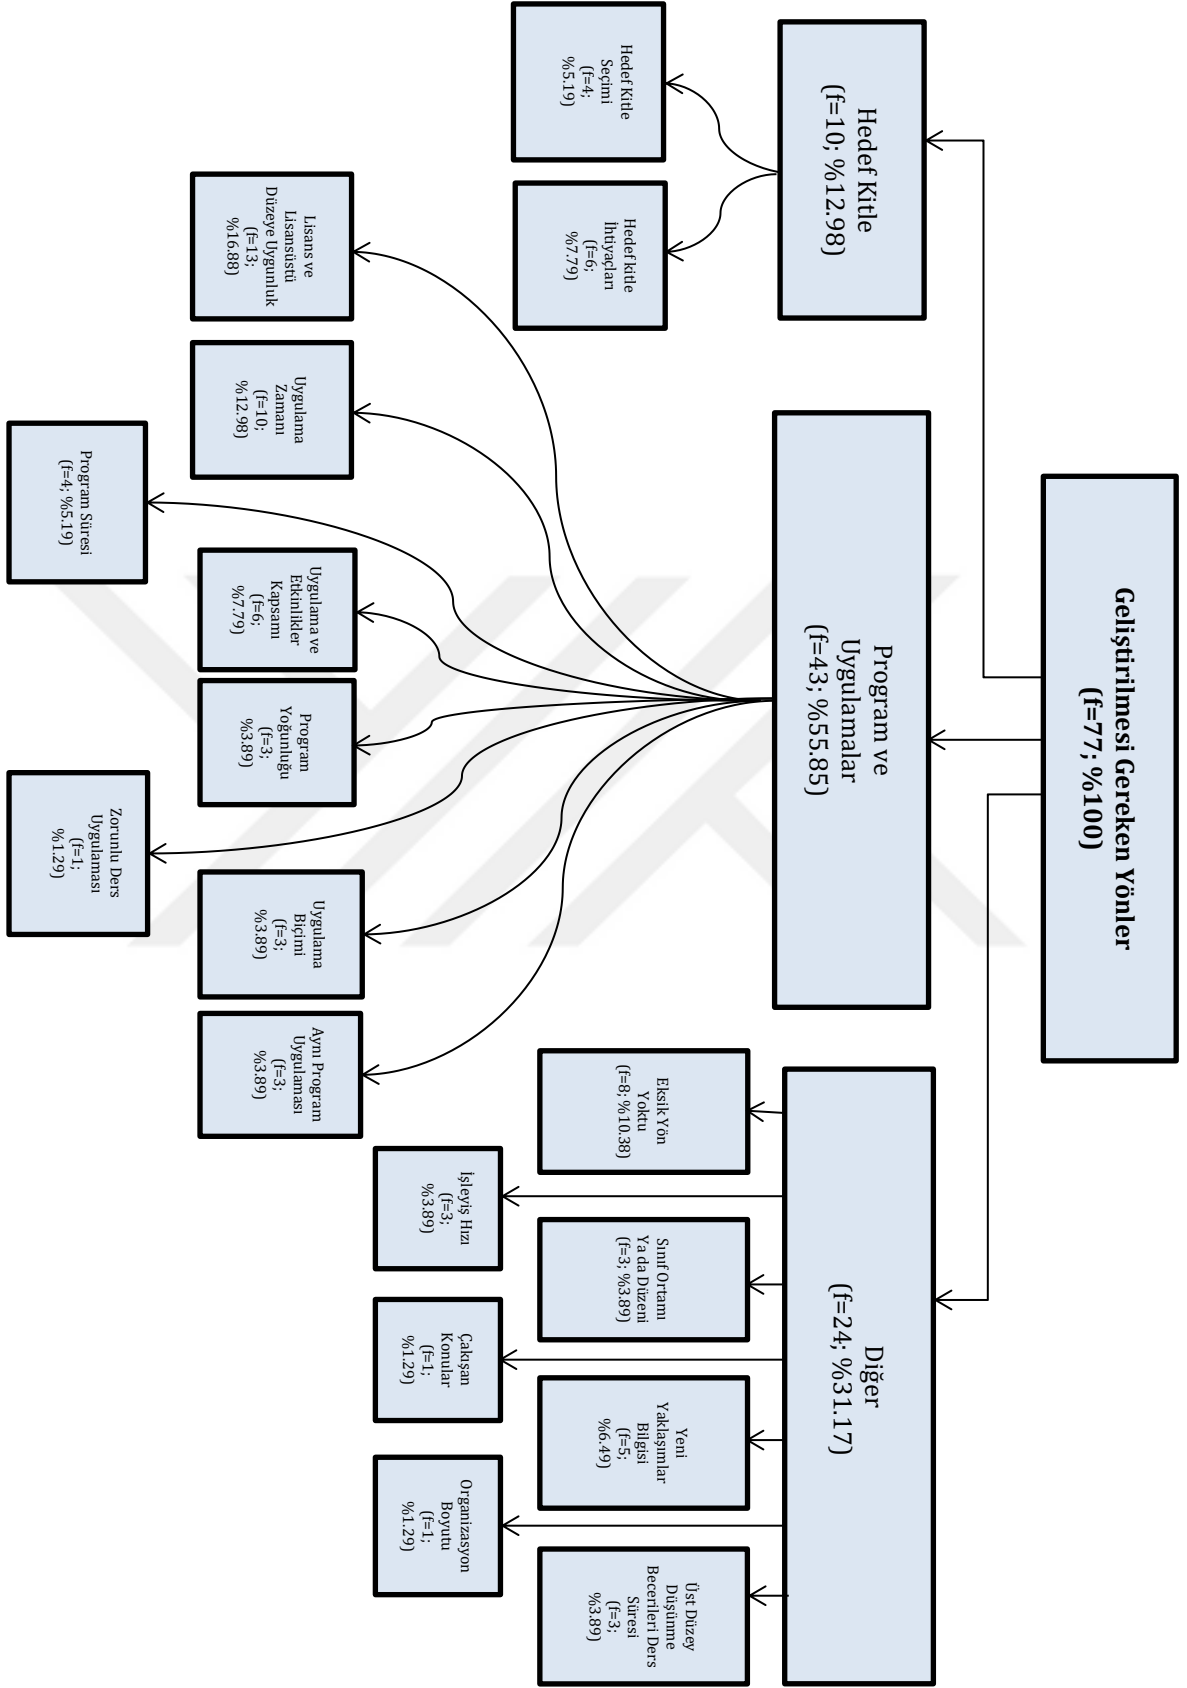 Geliştirilmesi Gereken Yönler
(f=77; %100)
Hedef Kitle
(f=10; %12.98)
Program ve
Uygulamalar
(f=43; %55.85)
Diğer
(f=24; %31.17)
Hedef Kitle
Seçimi
(f=4;
%5.19)
Hedef kitle
İhtiyaçları
(f=6;
%7.79)
Lisans ve
Lisansüstü
Düzeye Uygunluk
(f=13;
%16.88)
Uygulama
Zamanı
(f=10;
%12.98)
Program Süresi
(f=4; %5.19)
Uygulama ve
Etkinlikler
Kapsamı
(f=6;
%7.79)
Program
Yoğunluğu
(f=3;
%3.89)
Zorunlu Ders
Uygulaması
(f=1;
%1.29)
Uygulama
Biçimi
(f=3;
%3.89)
Aynı Program
Uygulaması
(f=3;
%3.89)
Eksik Yön
Yoktu
(f=8; %10.38)
İşleyiş Hızı
(f=3;
%3.89)
Sınıf Ortamı
Ya da Düzeni
(f=3; %3.89)
Çakışan
Konular
(f=1;
%1.29)
Yeni
Yaklaşımlar
Bilgisi
(f=5;
%6.49)
Organizasyon
Boyutu
(f=1;
%1.29)
Üst Düzey
Düşünme
Becerileri Ders
Süresi
(f=3;
%3.89)